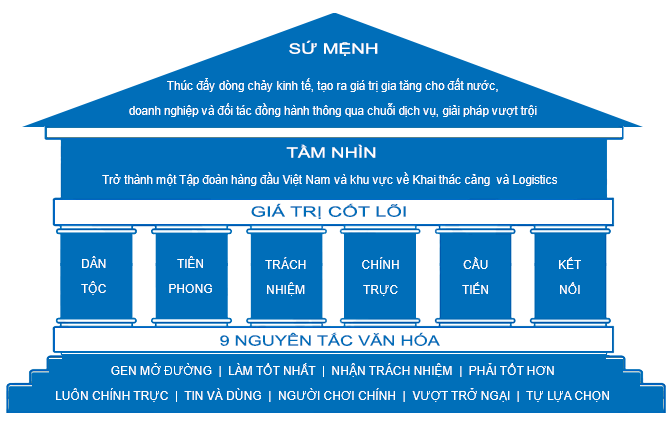 SỨ MỆNH
Thúc đẩy dòng chảy kinh tế, tạo ra giá trị gia tăng cho đất nước,
doanh nghiệp và đối tác đồng hành thông qua chuỗi dịch vụ, giải pháp vượt trội
TẦM NHÌN
Trở thành một Tập đoàn hàng đầu Việt Nam và khu vực về Khai thác cảng và Logistics
GIÁ TRỊ CỐT LÕI
DÂN
TỘC
TIÊN
PHONG
TRÁCH
NHIỆM
CHÍNH
TRỰC
CẦU
TIẾN
KẾT
NỐI
9 NGUYÊN TẮC VĂN HÓA
GEN MỞ ĐƯỜNG | LÀM TỐT NHẤT | NHẬN TRÁCH NHIỆM | PHẢI TỐT HƠN
LUÔN CHÍNH TRỰC | TIN VÀ DÙNG | NGƯỜI CHƠI CHÍNH | VƯỢT TRỞ NGẠI | TỰ LỰA CHỌN